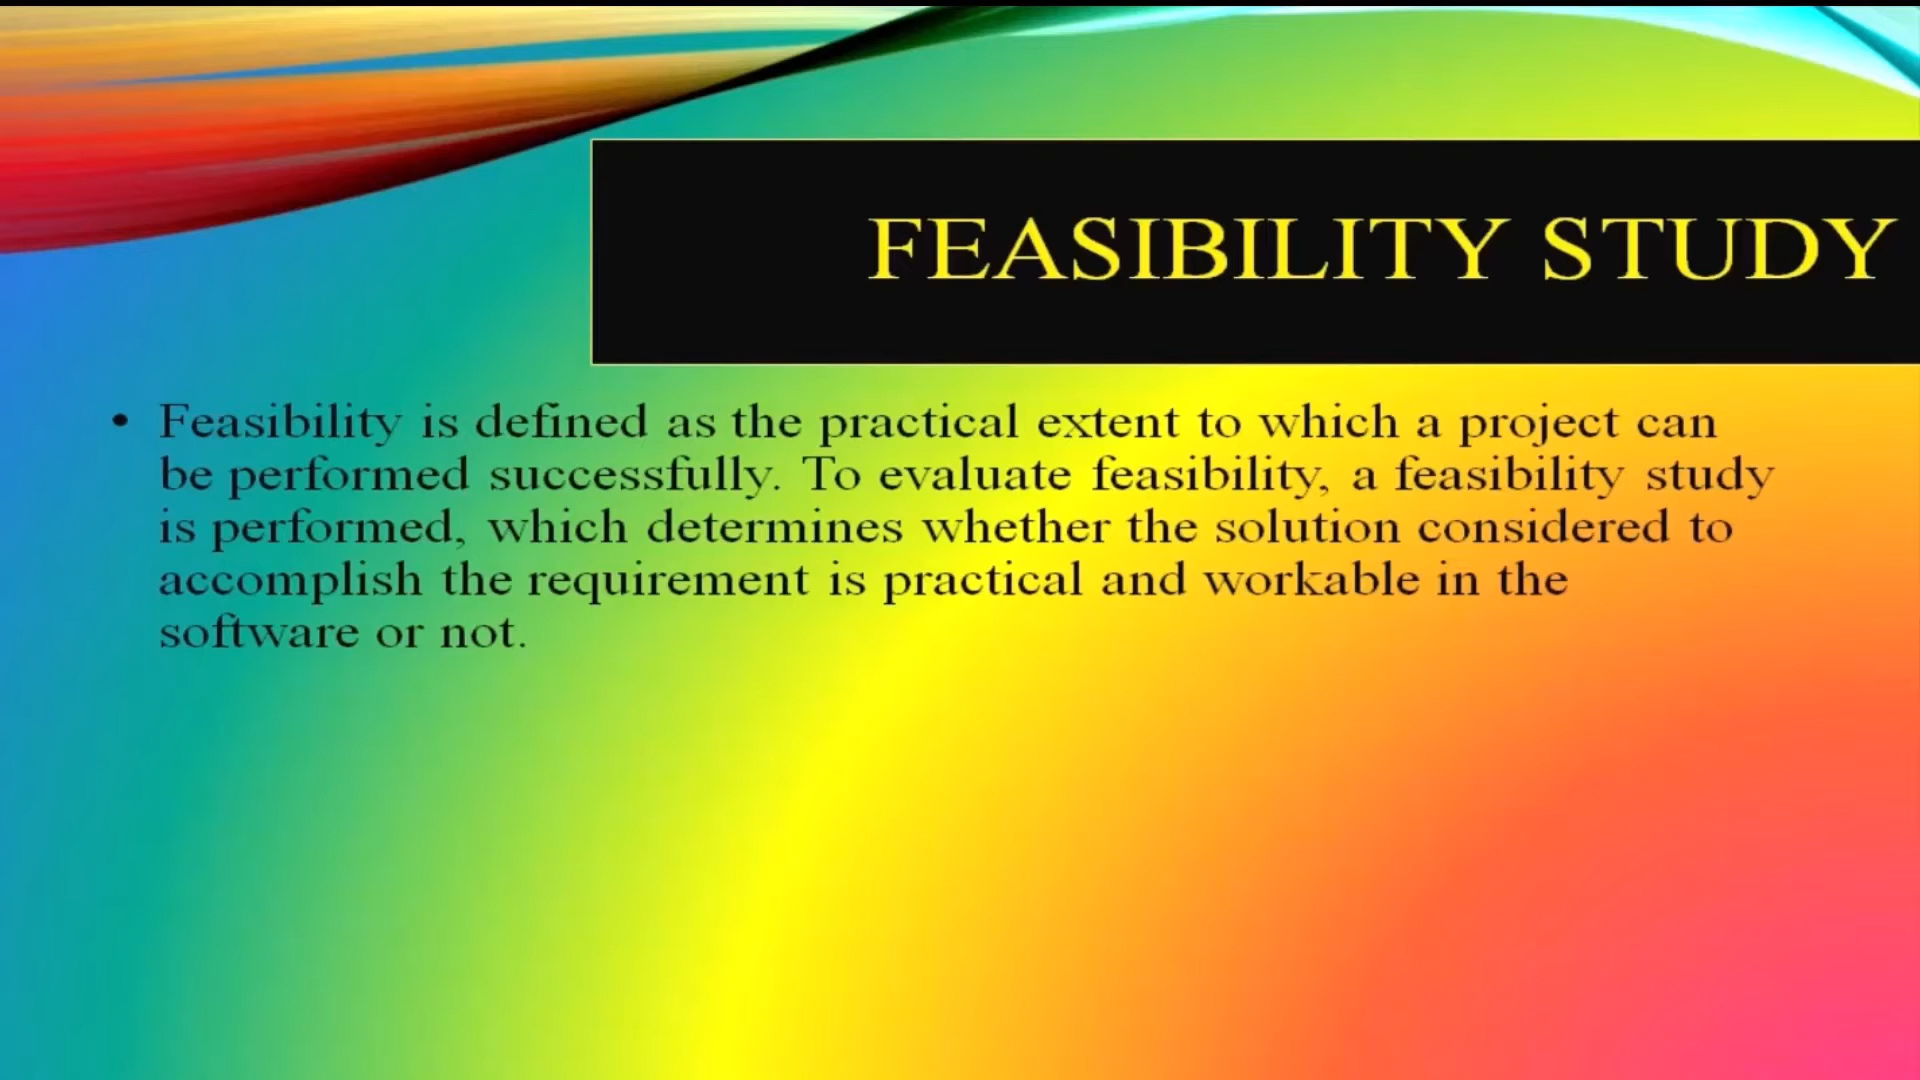 FEASIBILITY STUDY
• Feasibility is defined as the practical extent to which a project can
be performed successfully. To evaluate feasibility, a feasibility study
is performed, which determines whether the solution considered to
accomplish the requirement is practical and workable in the
software or not.